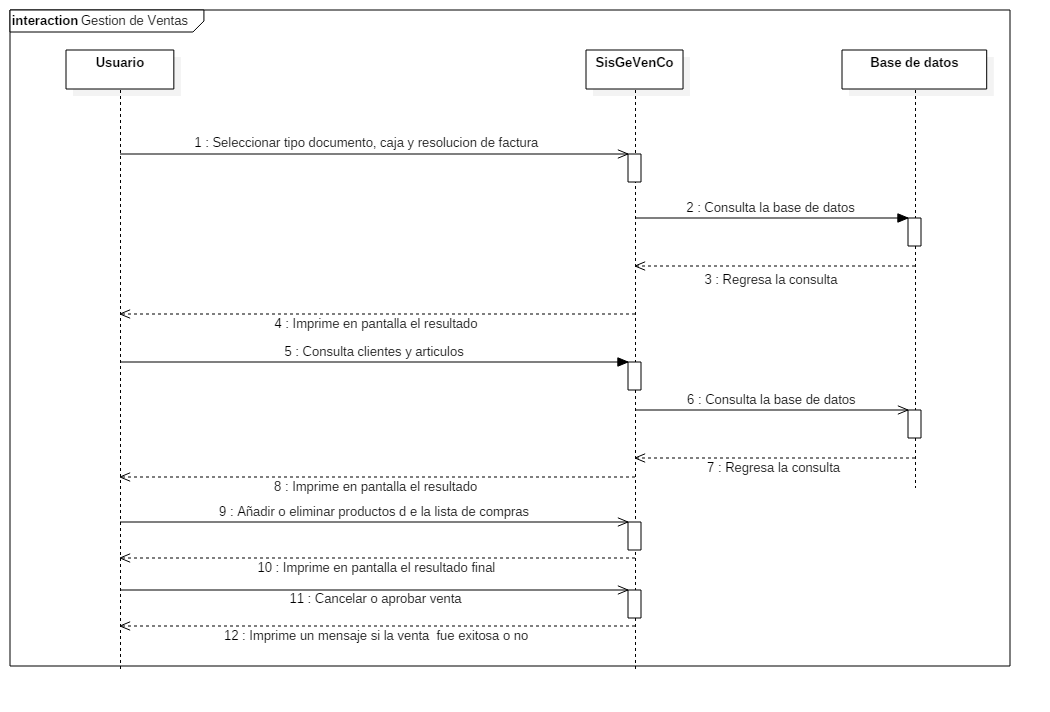 interaction Gestion de Ventas
Usuario
SisGeVenCo
Base de datos
1 : Seleccionar tipo documento, caja y resolucion de factura
2 : Consulta la base de datos
3 : Regresa la consulta
4 : Imprime en pantalla el resultado
5 : Consulta clientes y articulos
6 : Consulta la base de datos
7 : Regresa la consulta
8 : Imprime en pantalla el resultado
9 : Añadir o eliminar productos d e la lista de compras
10 : Imprime en pantalla el resultado final
11 : Cancelar o aprobar venta
12 : Imprime un mensaje si la venta  fue exitosa o no